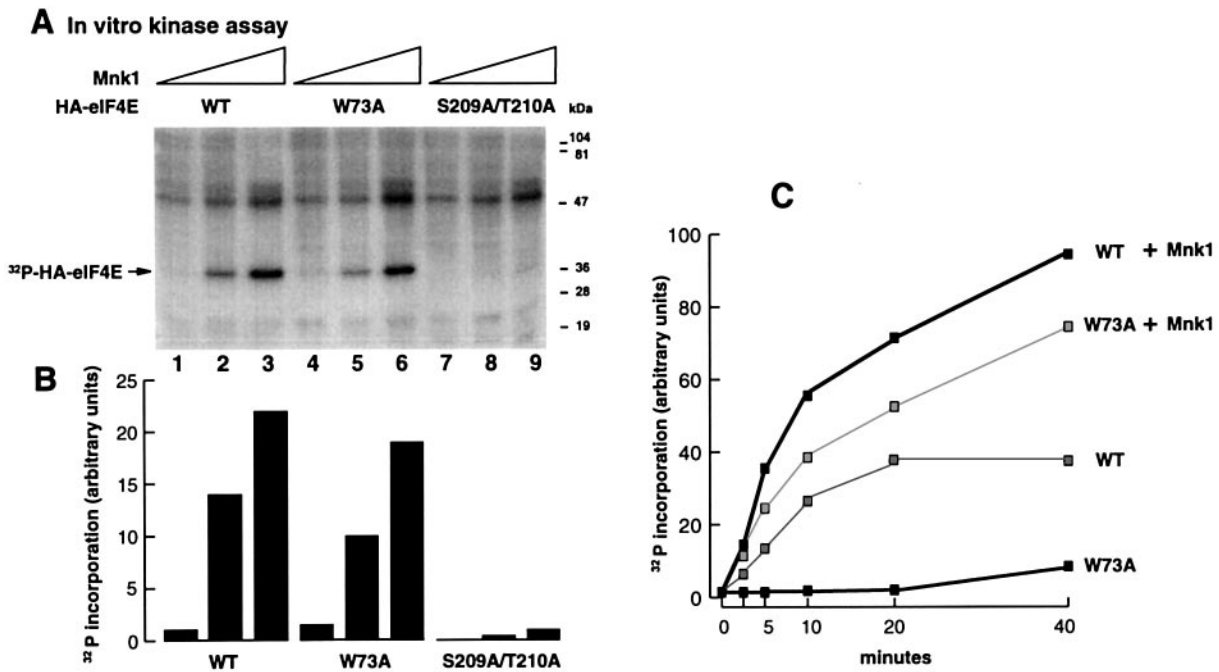 A In vitro kinase assay
Mnk1
HA-eIF4E WT W73A S209A/T210A kDa
104
81
47
³²P-HA-eIF4E
36
28
19
1 2 3 4 5 6 7 8 9
B
³²P incorporation (arbitrary units)
25
20
15
10
5
0
WT W73A S209A/T210A
C
³²P incorporation (arbitrary units)
100
80
60
40
20
0
WT + Mnk1
W73A + Mnk1
WT
W73A
0 5 10 20 40
minutes